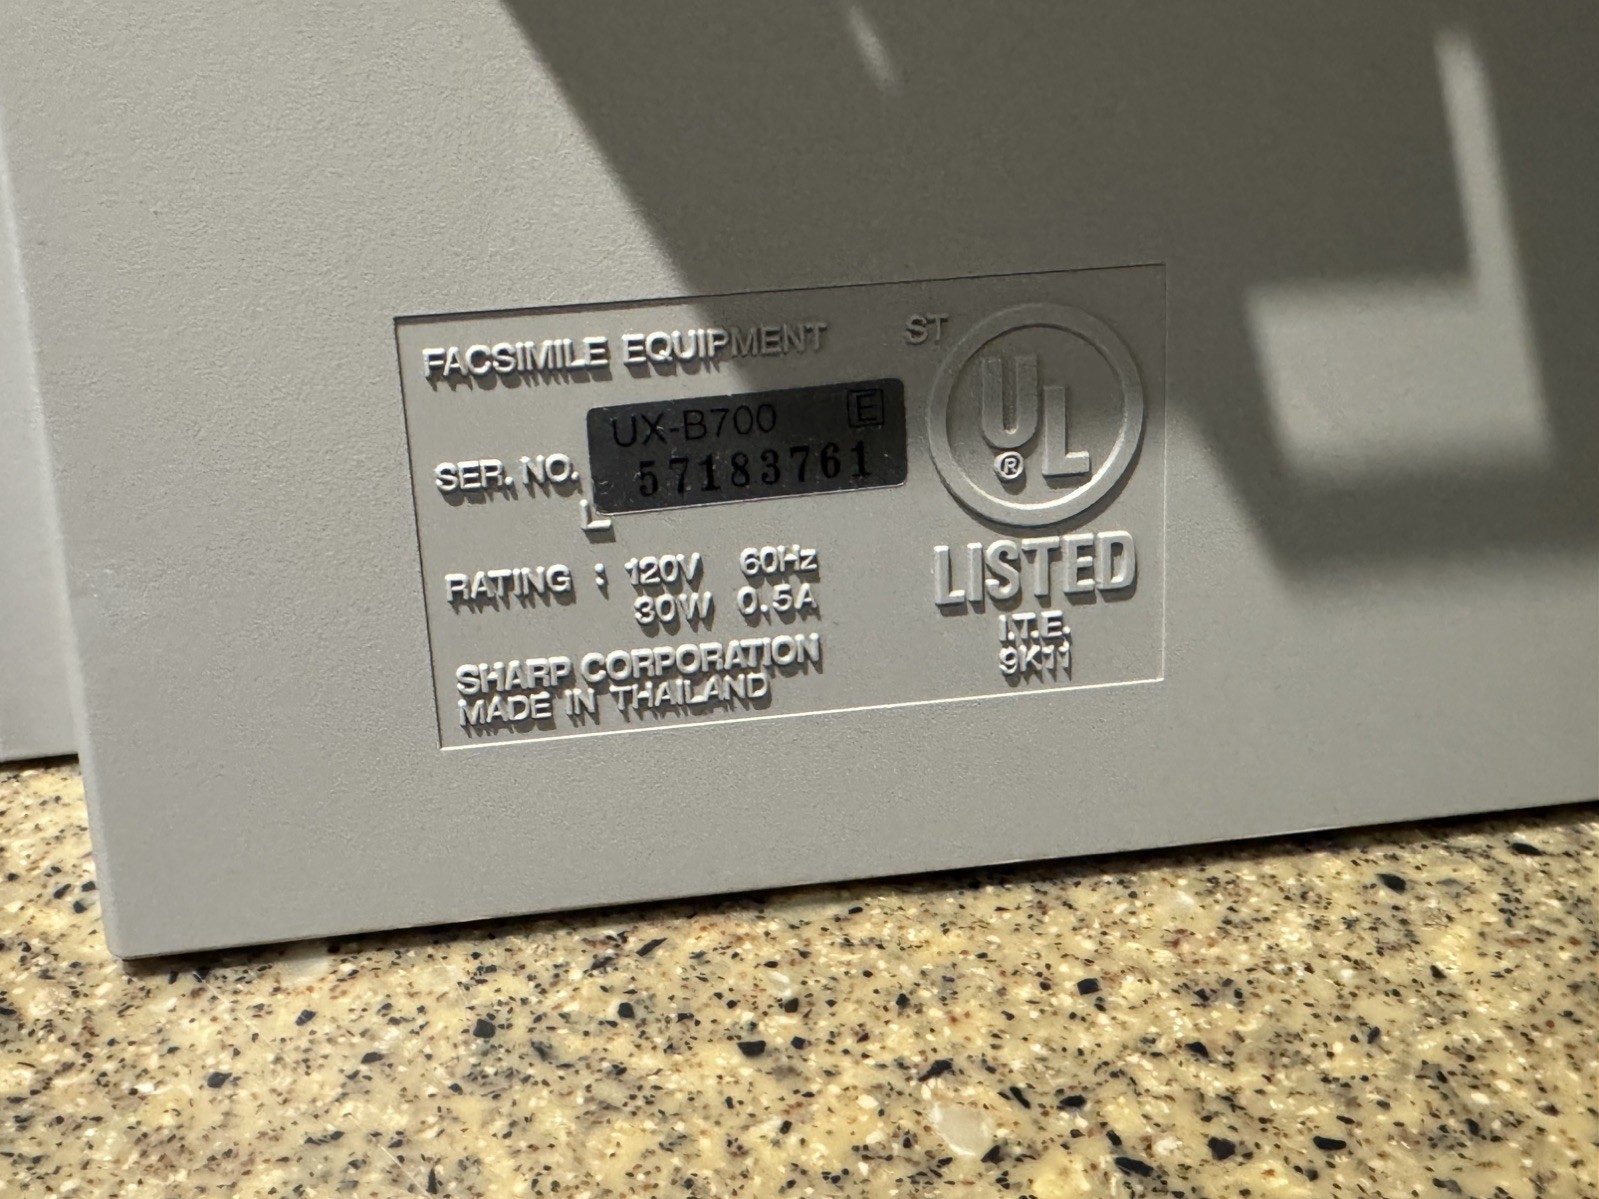 FACSIMILE EQUIPMENT ST
UX-B700 E
SER. NO. 57183761
L
RATING : 120V 60Hz
30W 0.5A
SHARP CORPORATION
MADE IN THAILAND
UL ®
LISTED
I.T.E.
9K11